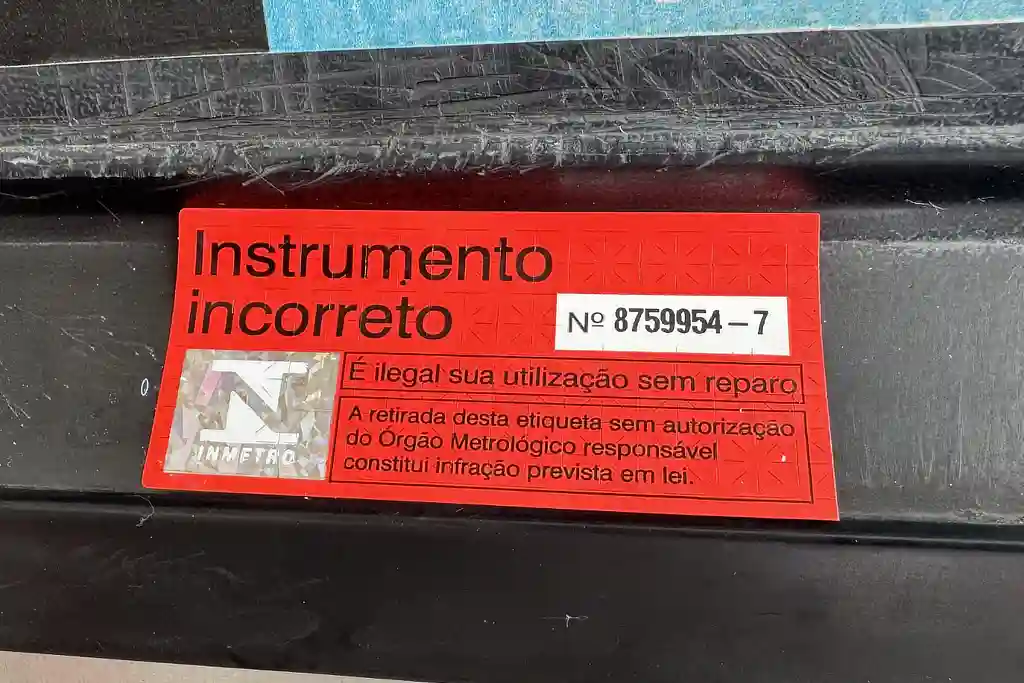 Instrumento
incorreto
Nº 8759954-7
É ilegal sua utilização sem reparo
A retirada desta etiqueta sem autorização
do Órgão Metrológico responsável
constitui infração prevista em lei.
INMETRO